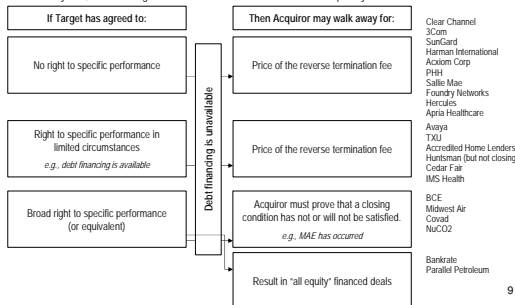 If Target has agreed to:
Then Acquiror may walk away for:
No right to specific performance
Price of the reverse termination fee
Clear Channel
3Com
SunGard
Harman International
Acxiom Corp
PHH
Sallie Mae
Foundry Networks
Hercules
Apria Healthcare
Debt financing is unavailable
Right to specific performance in
limited circumstances
e.g., debt financing is available
Price of the reverse termination fee
Avaya
TXU
Accredited Home Lenders
Huntsman (but not closing
Cedar Fair
IMS Health
Broad right to specific performance
(or equivalent)
Acquiror must prove that a closing
condition has not or will not be satisfied.
e.g., MAE has occurred
BCE
Midwest Air
Covad
NuCO2
Result in "all equity" financed deals
Bankrate
Parallel Petroleum
9